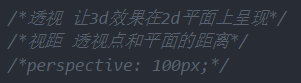 /*透视 让3d效果在2d平面上呈现*/
/*视距 透视点和平面的距离*/
/*perspective: 100px;*/